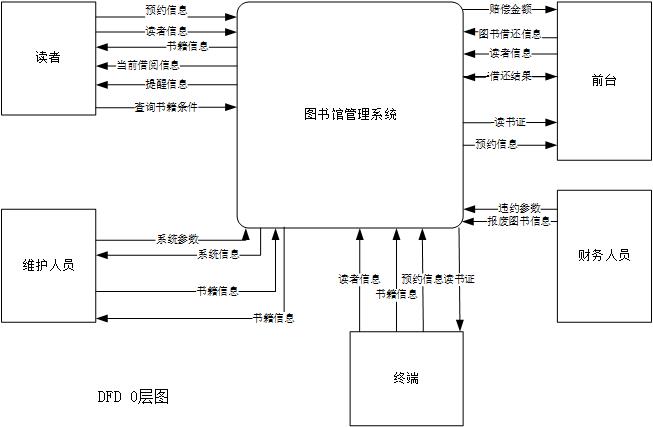 预约信息
读者信息
书籍信息
当前借阅信息
提醒信息
查询书籍条件
读者
图书馆管理系统
赔偿金额
图书借还信息
读者信息
借还结果
读书证
预约信息
前台
违约参数
报废图书信息
财务人员
维护人员
系统参数
系统信息
书籍信息
书籍信息
读者信息
书籍信息
预约信息
读书证
终端
DFD 0层图